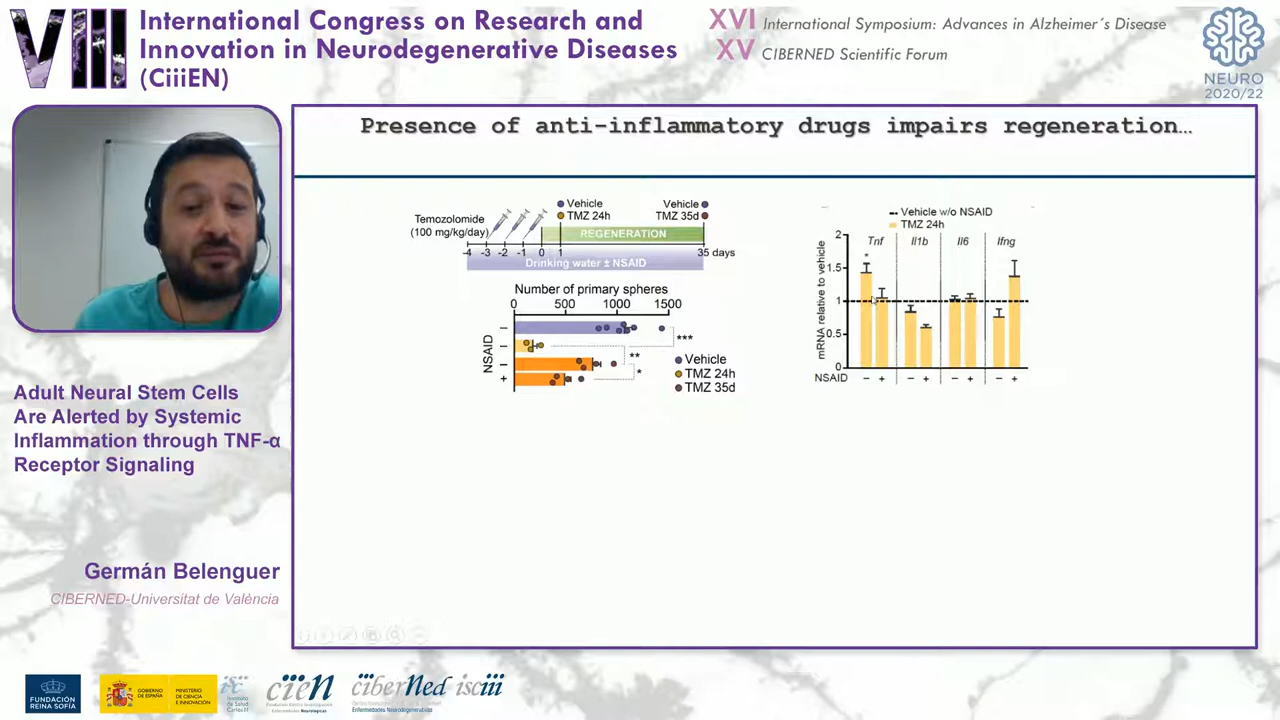 VIII International Congress on Research and
Innovation in Neurodegenerative Diseases
(CiiiEN)
XVI International Symposium: Advances in Alzheimer´s Disease
XV CIBERNED Scientific Forum
NEURO
2020/22
Presence of anti-inflammatory drugs impairs regeneration…
Temozolomide
(100 mg/kg/day)
Vehicle
TMZ 24h
Vehicle
TMZ 35d
REGENERATION
-4 -3 -2 -1 0 1 35 days
Drinking water ± NSAID
Number of primary spheres
0 500 1000 1500
NSAID
–
–
–
+
***
**
*
Vehicle
TMZ 24h
TMZ 35d
Vehicle w/o NSAID
TMZ 24h
Tnf Il1b Il6 Ifng
mRNA relative to vehicle
2
1.5
1
0.5
0
*
NSAID – + – + – + – +
Adult Neural Stem Cells
Are Alerted by Systemic
Inflammation through TNF-α
Receptor Signaling
Germán Belenguer
CIBERNED-Universitat de València
FUNDACIÓN
REINA SOFÍA
GOBIERNO
DE ESPAÑA
MINISTERIO
DE CIENCIA
E INNOVACIÓN
Instituto
de Salud
Carlos III
cien
ciberned isciii
Enfermedades Neurodegenerativas